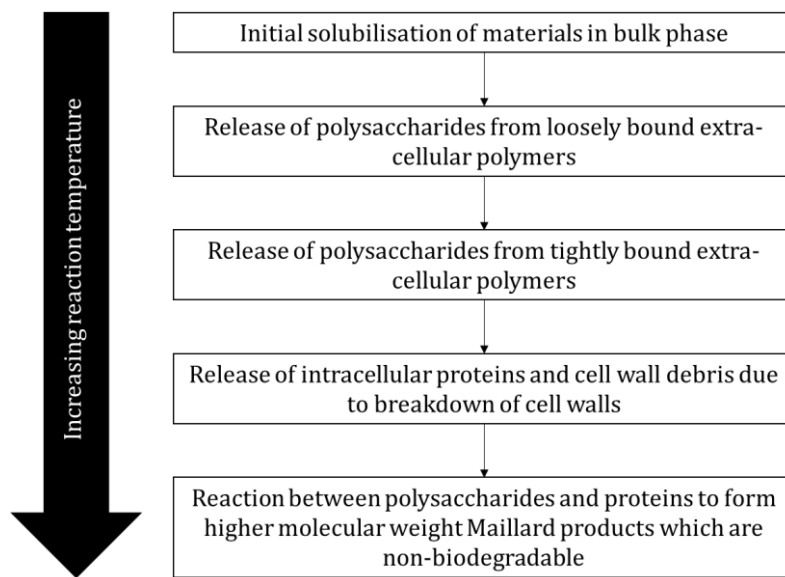 Increasing reaction temperature
Initial solubilisation of materials in bulk phase
Release of polysaccharides from loosely bound extra-
cellular polymers
Release of polysaccharides from tightly bound extra-
cellular polymers
Release of intracellular proteins and cell wall debris due
to breakdown of cell walls
Reaction between polysaccharides and proteins to form
higher molecular weight Maillard products which are
non-biodegradable